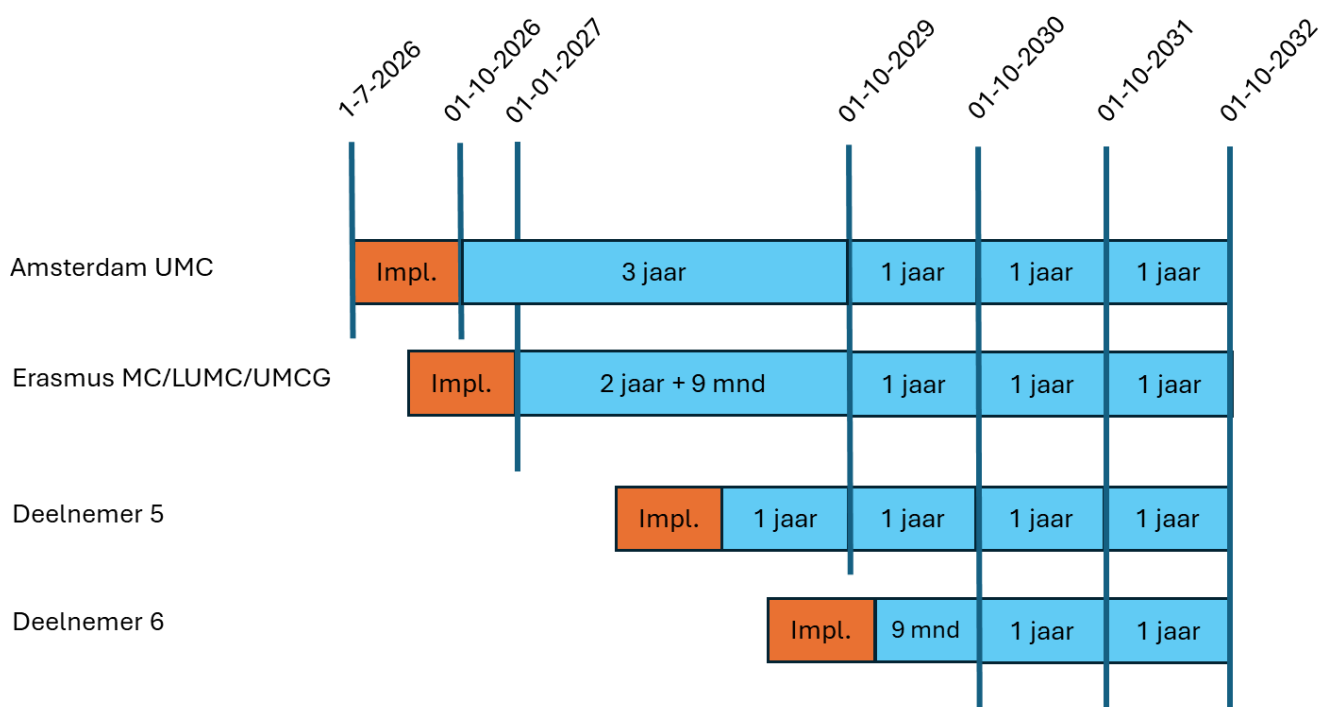 1-7-2026
01-10-2026
01-01-2027
01-10-2029
01-10-2030
01-10-2031
01-10-2032
Amsterdam UMC
Impl.
3 jaar
1 jaar
1 jaar
1 jaar
Erasmus MC/LUMC/UMCG
Impl.
2 jaar + 9 mnd
1 jaar
1 jaar
1 jaar
Deelnemer 5
Impl.
1 jaar
1 jaar
1 jaar
1 jaar
Deelnemer 6
Impl.
9 mnd
1 jaar
1 jaar